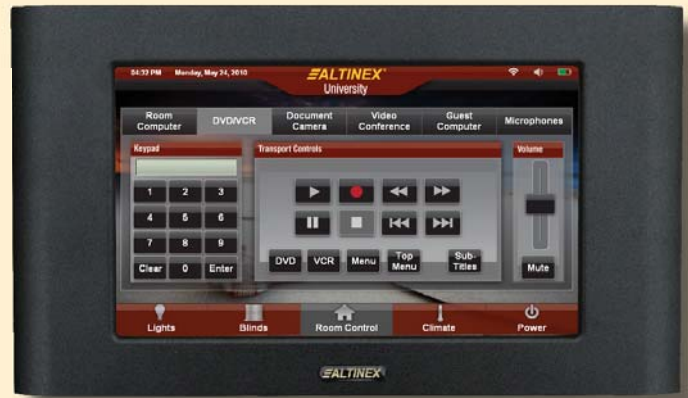 04:32 PM Monday, May 24, 2010
ALTINEX
University
Room Computer
DVD/VCR
Document Camera
Video Conference
Guest Computer
Microphones
Keypad
Transport Controls
Volume
1 2 3
4 5 6
7 8 9
Clear 0 Enter
DVD VCR Menu Top Menu Sub-Titles
Mute
Lights Blinds Room Control Climate Power
ALTINEX